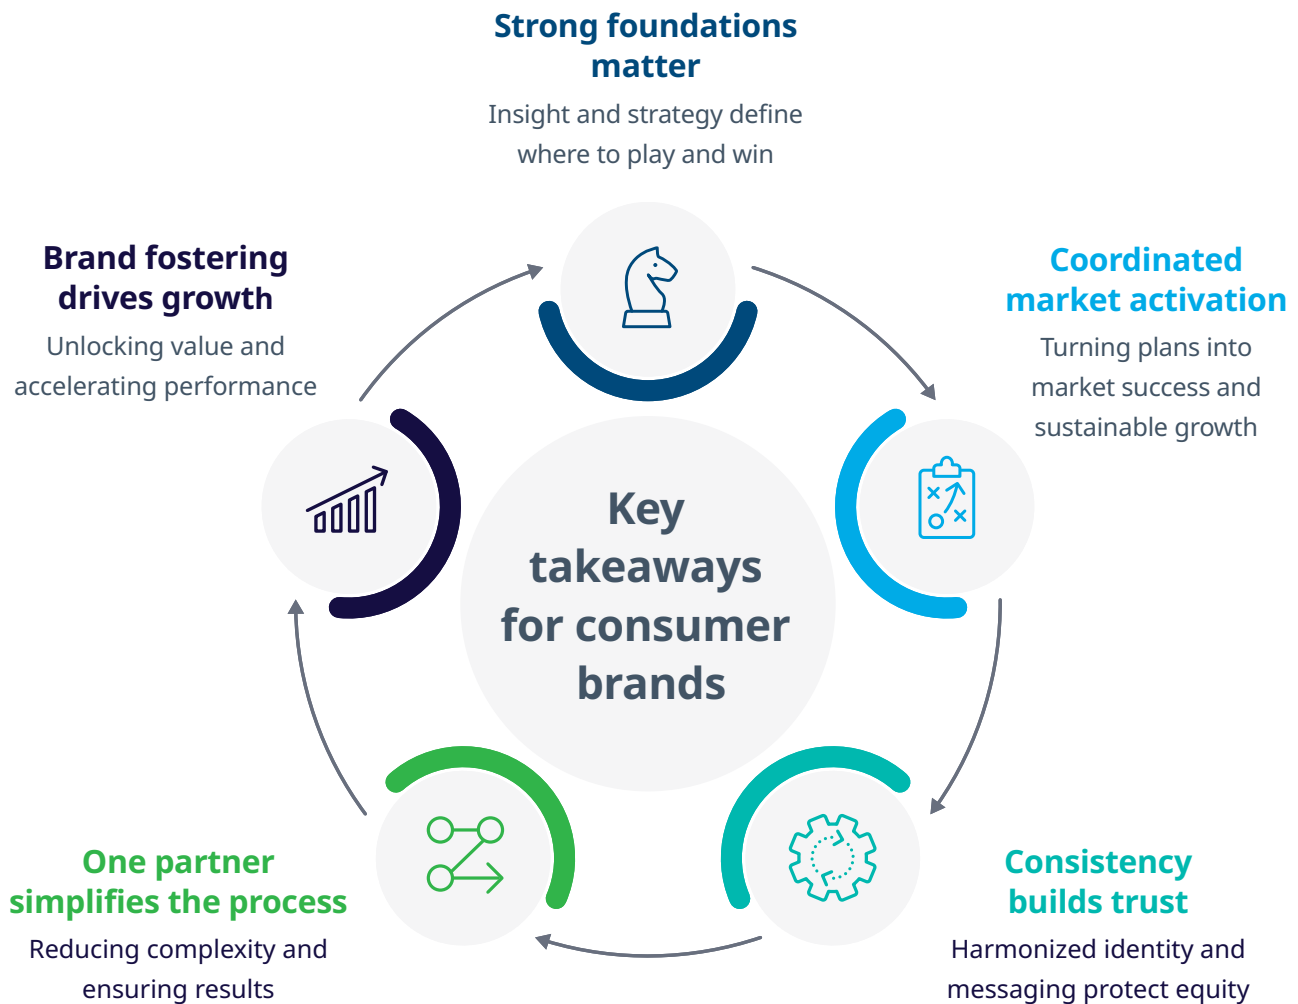 Strong foundations
matter
Insight and strategy define
where to play and win
Coordinated
market activation
Turning plans into
market success and
sustainable growth
Consistency
builds trust
Harmonized identity and
messaging protect equity
One partner
simplifies the process
Reducing complexity and
ensuring results
Brand fostering
drives growth
Unlocking value and
accelerating performance
Key
takeaways
for consumer
brands